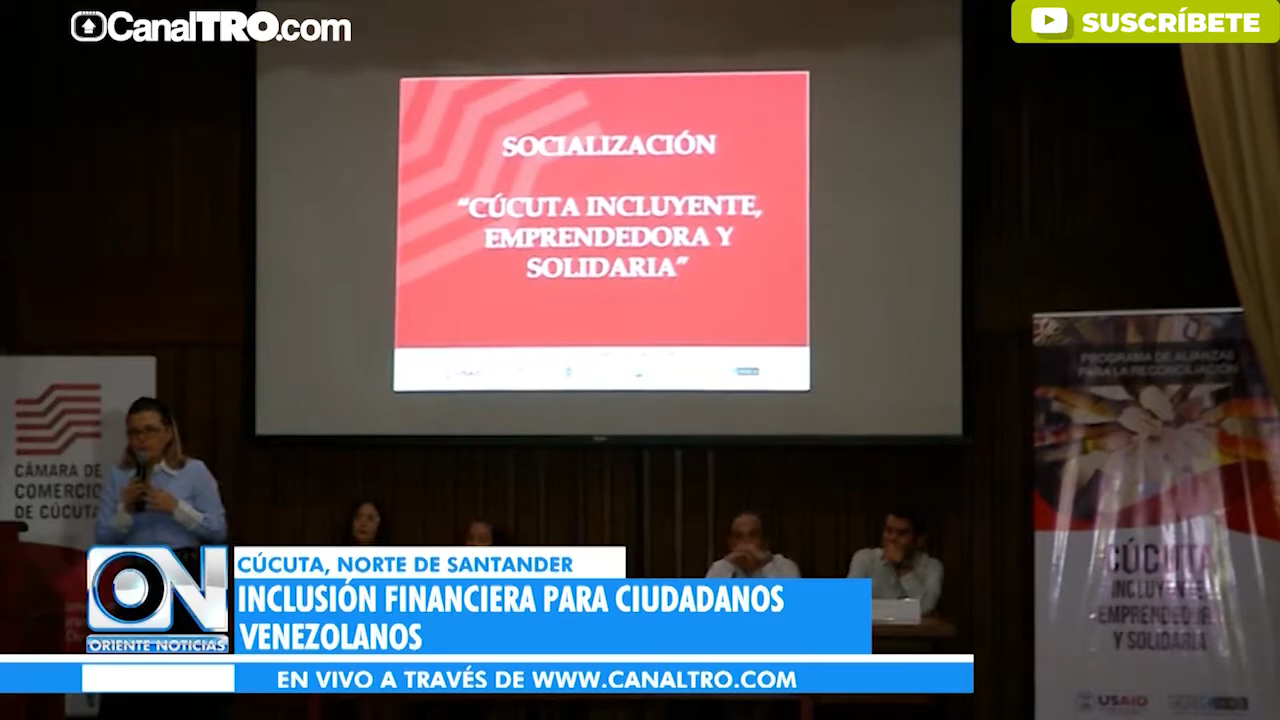 CanalTRO.com
SUSCRÍBETE
SOCIALIZACIÓN
“CÚCUTA INCLUYENTE,
EMPRENDEDORA Y
SOLIDARIA”
PROGRAMA DE ALIANZAS
PARA LA RECONCILIACIÓN
CÁMARA DE
COMERCIO
DE CÚCUTA
CÚCUTA
INCLUYENTE
EMPRENDEDORA
Y SOLIDARIA
USAID
ON
ORIENTE NOTICIAS
CÚCUTA, NORTE DE SANTANDER
INCLUSIÓN FINANCIERA PARA CIUDADANOS
VENEZOLANOS
EN VIVO A TRAVÉS DE WWW.CANALTRO.COM